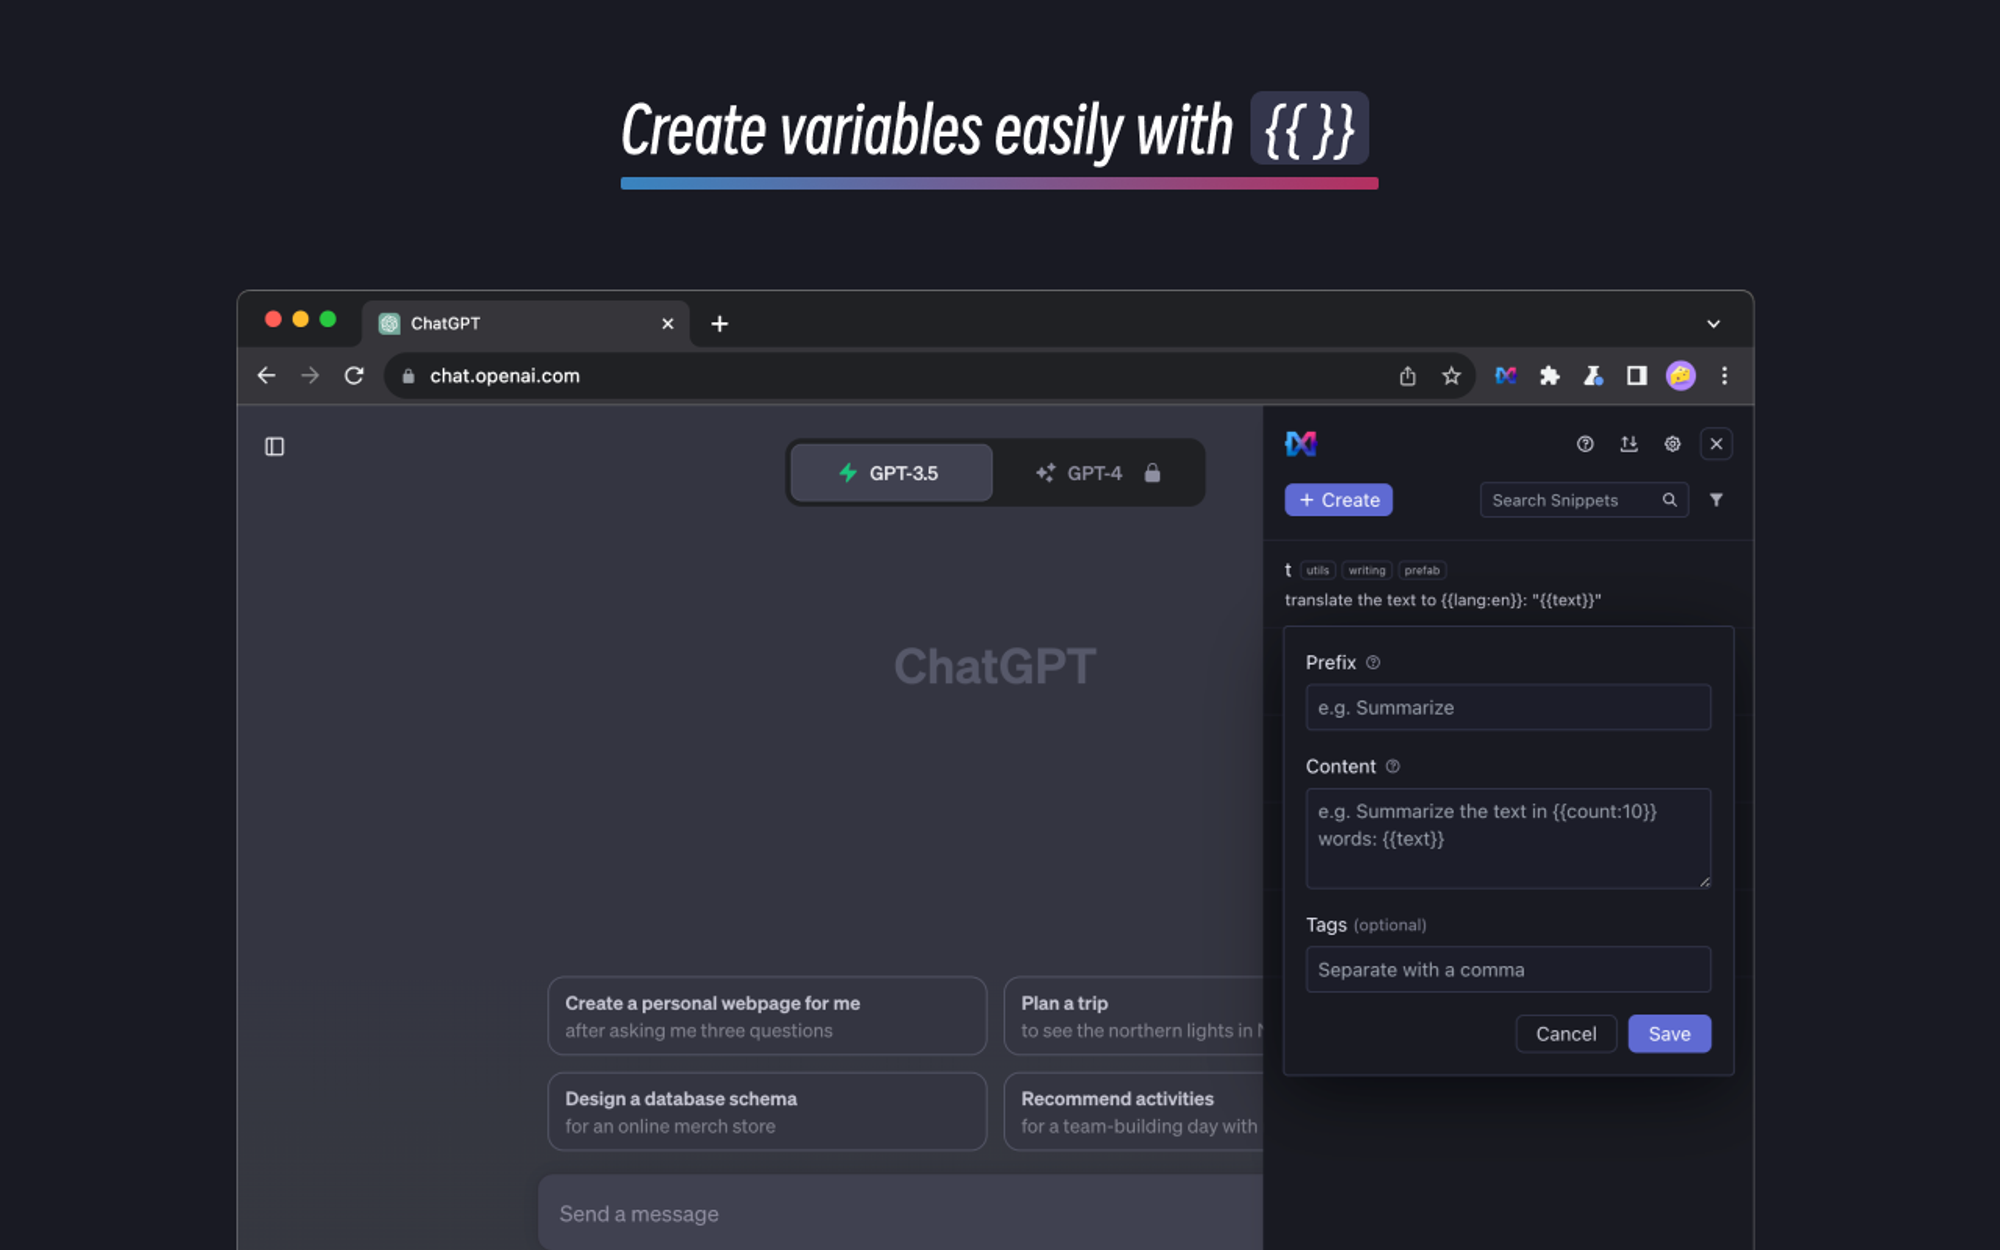 Create variables easily with {{ }}
ChatGPT
chat.openai.com
GPT-3.5
GPT-4
+ Create
Search Snippets
t utils writing prefab
translate the text to {{lang:en}}: "{{text}}"
ChatGPT
Prefix
e.g. Summarize
Content
e.g. Summarize the text in {{count:10}}
words: {{text}}
Tags (optional)
Separate with a comma
Cancel
Save
Create a personal webpage for me
after asking me three questions
Plan a trip
to see the northern lights in
Design a database schema
for an online merch store
Recommend activities
for a team-building day with
Send a message